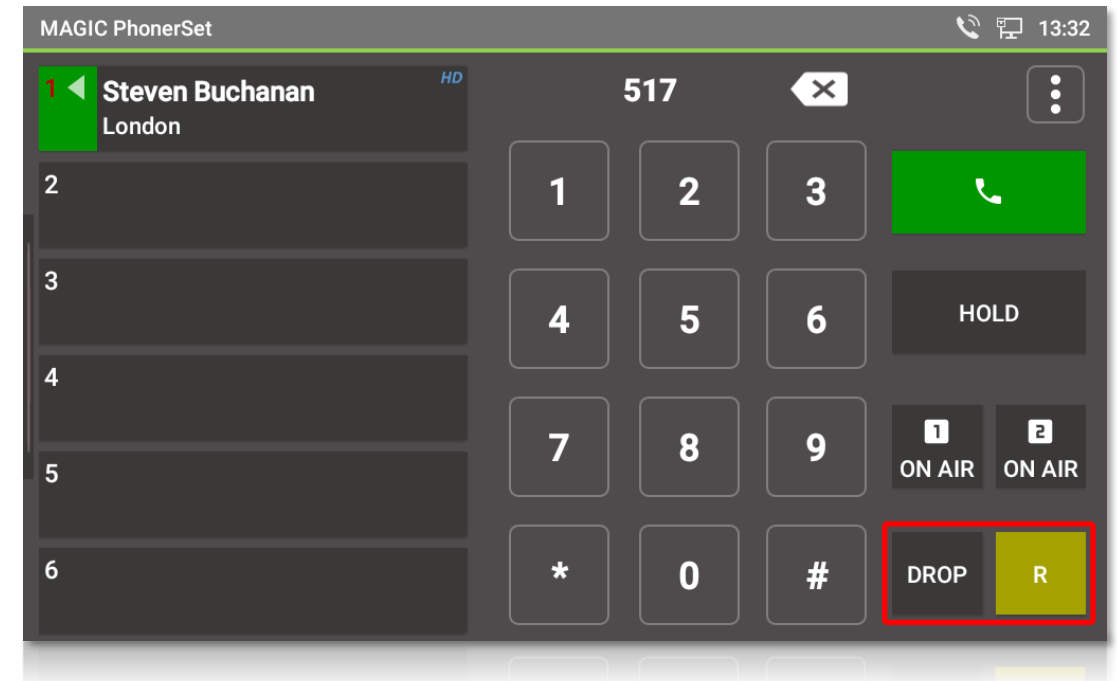 MAGIC PhonerSet
13:32
1
Steven Buchanan
HD
London
2
3
4
5
6
517
1 2 3
4 5 6
HOLD
7 8 9
1
ON AIR
2
ON AIR
* 0 #
DROP
R